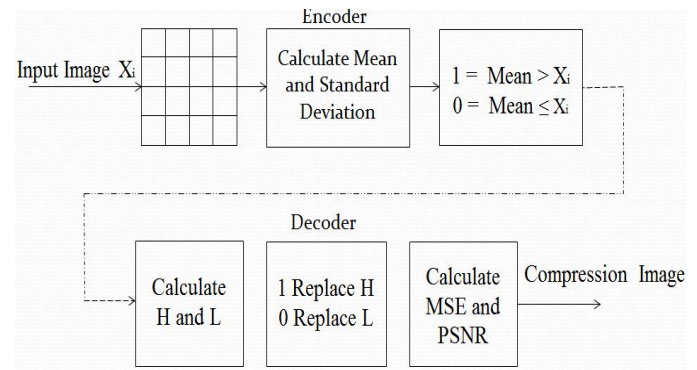 Encoder
Input Image Xi
Calculate Mean
and Standard
Deviation
1 = Mean > Xi
0 = Mean ≤ Xi
Decoder
Calculate
H and L
1 Replace H
0 Replace L
Calculate
MSE and
PSNR
Compression Image